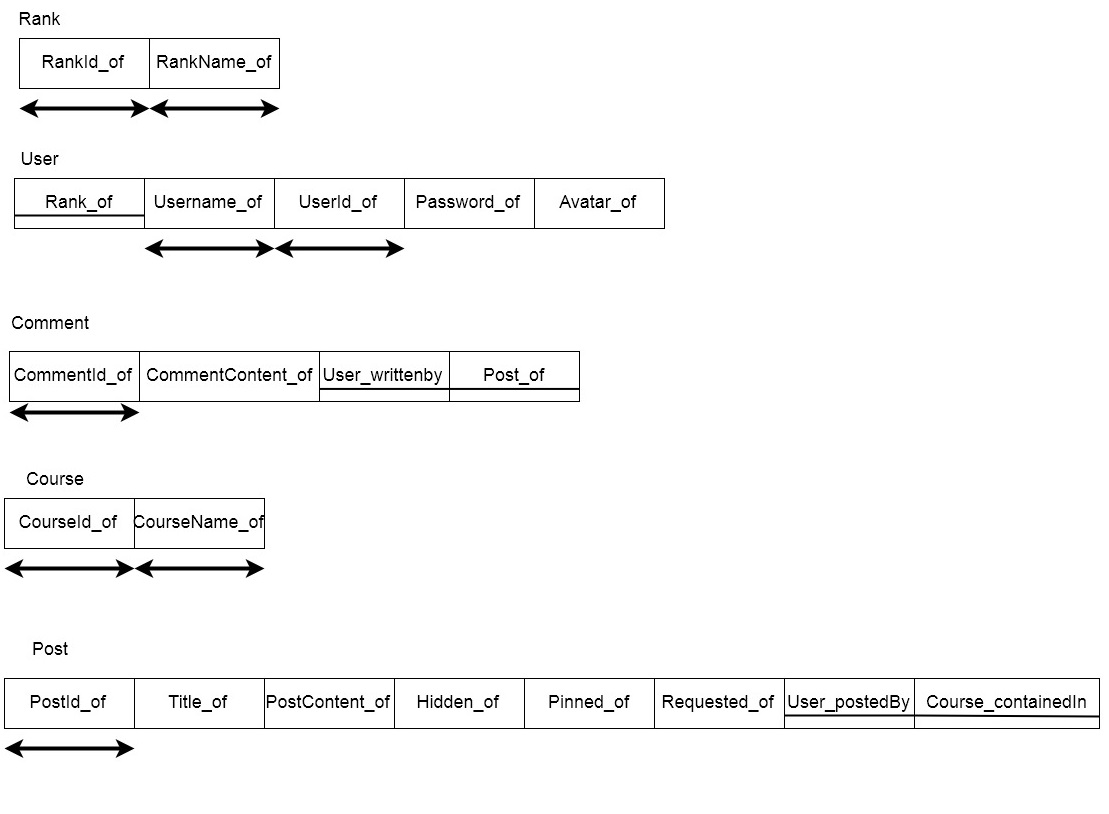 Rank
RankId_of RankName_of
User
Rank_of Username_of UserId_of Password_of Avatar_of
Comment
CommentId_of CommentContent_of User_writtenby Post_of
Course
CourseId_of CourseName_of
Post
PostId_of Title_of PostContent_of Hidden_of Pinned_of Requested_of User_postedBy Course_containedIn